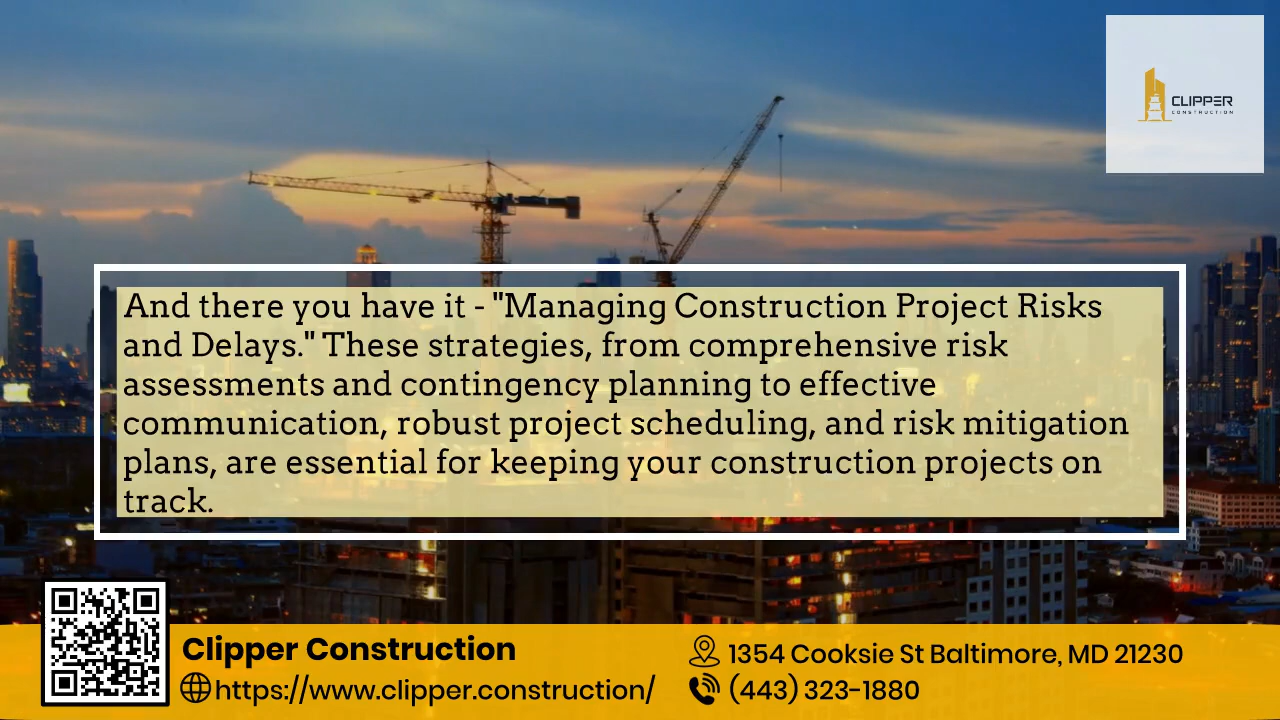 CLIPPER
CONSTRUCTION
And there you have it - "Managing Construction Project Risks
and Delays." These strategies, from comprehensive risk
assessments and contingency planning to effective
communication, robust project scheduling, and risk mitigation
plans, are essential for keeping your construction projects on
track.
Clipper Construction
https://www.clipper.construction/
1354 Cooksie St Baltimore, MD 21230
(443) 323-1880